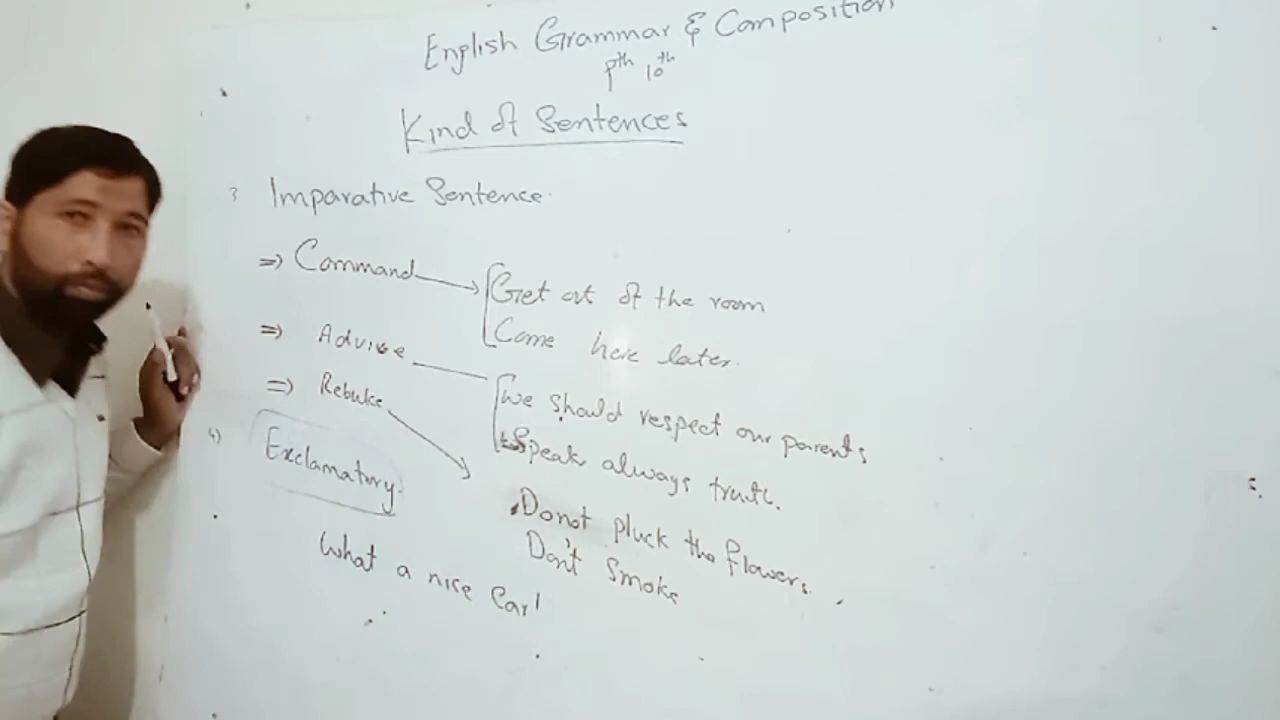 English Grammar & Composition
9th 10th
Kind of Sentences
3 Imparative Sentence.
⇒ Command → Get out of the room
Come here later.
⇒ Advise We should respect our parents
Speak always truth.
⇒ Rebuke → Donot pluck the flowers.
Don't smoke
4) Exclamatory.
What a nice Car!